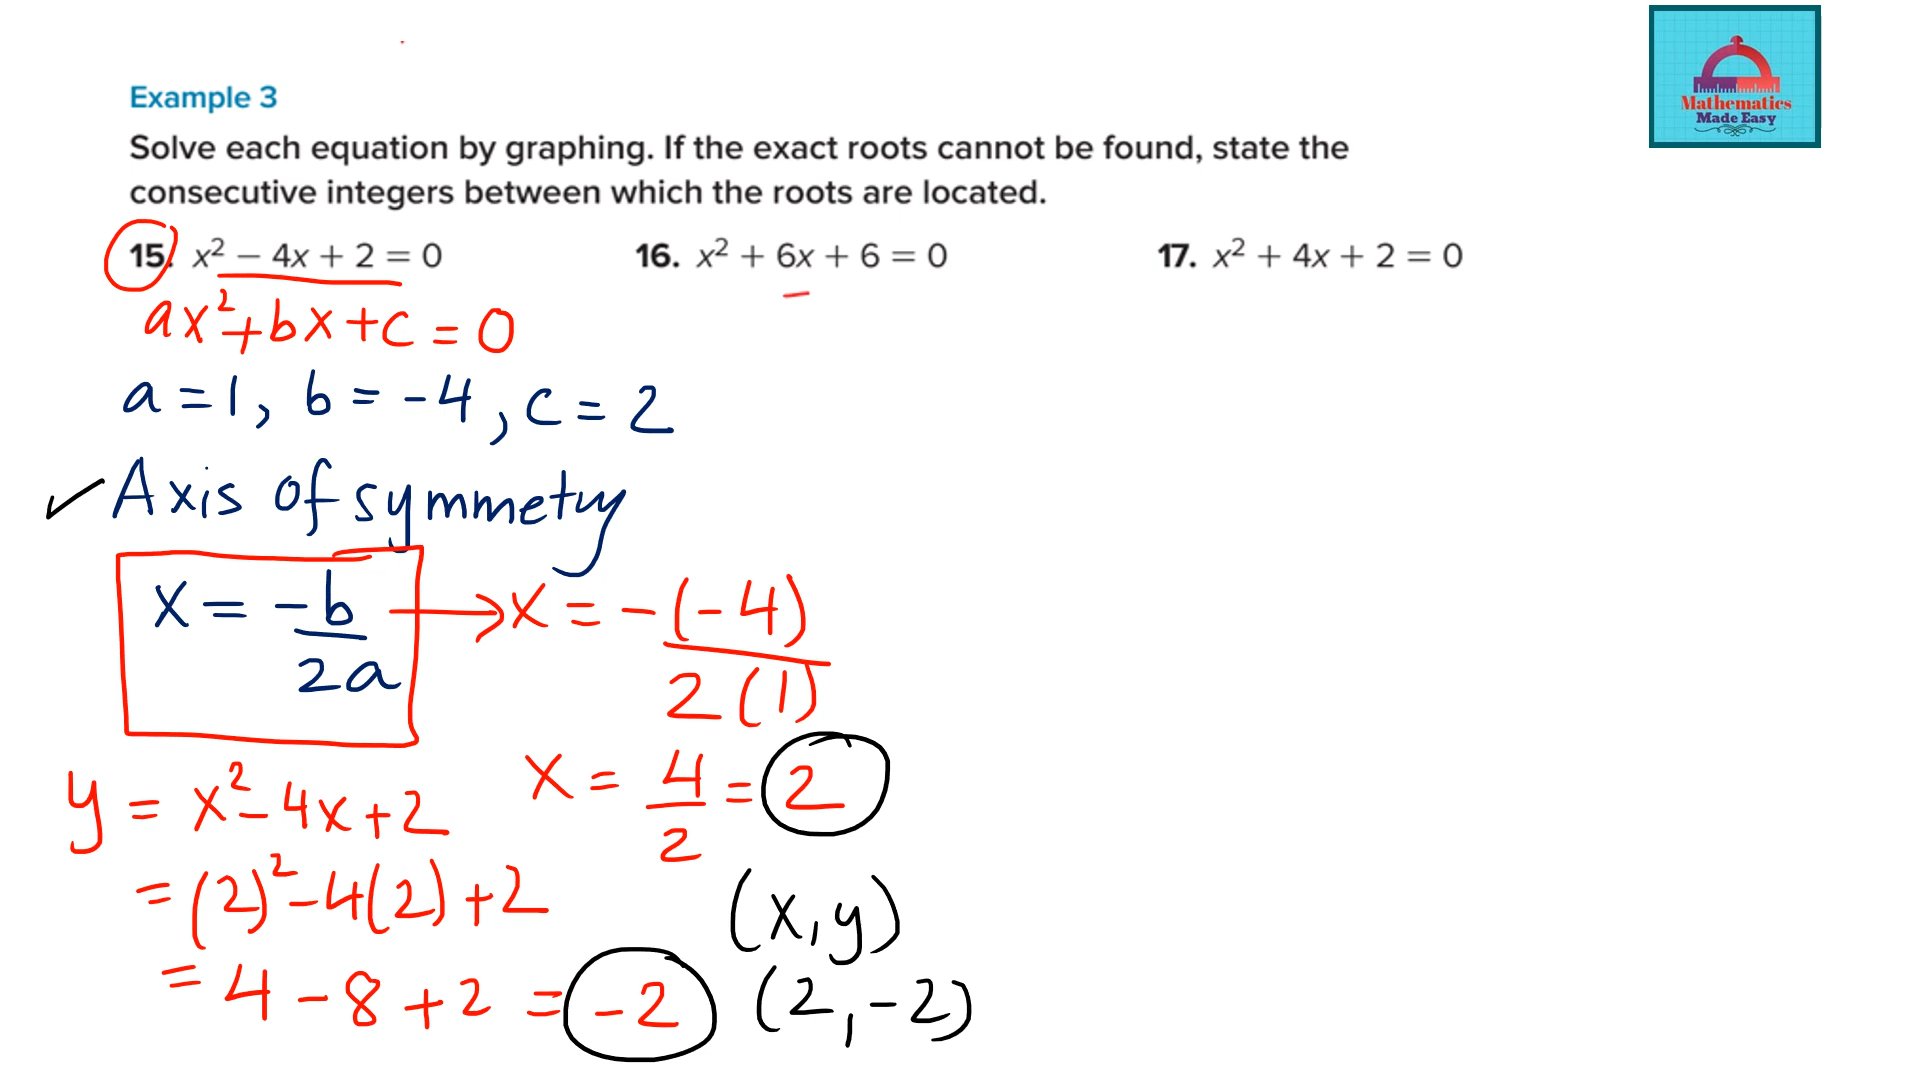 Mathematics
Made Easy
Example 3
Solve each equation by graphing. If the exact roots cannot be found, state the
consecutive integers between which the roots are located.
15. x² − 4x + 2 = 0 16. x² + 6x + 6 = 0 17. x² + 4x + 2 = 0
ax² + bx + c = 0
a = 1, b = -4, c = 2
✓ Axis of symmetry
x = -b/2a → x = -(-4)/2(1)
x = 4/2 = 2
y = x² - 4x + 2
= (2)² - 4(2) + 2
(x, y)
= 4 - 8 + 2 = -2
(2, -2)